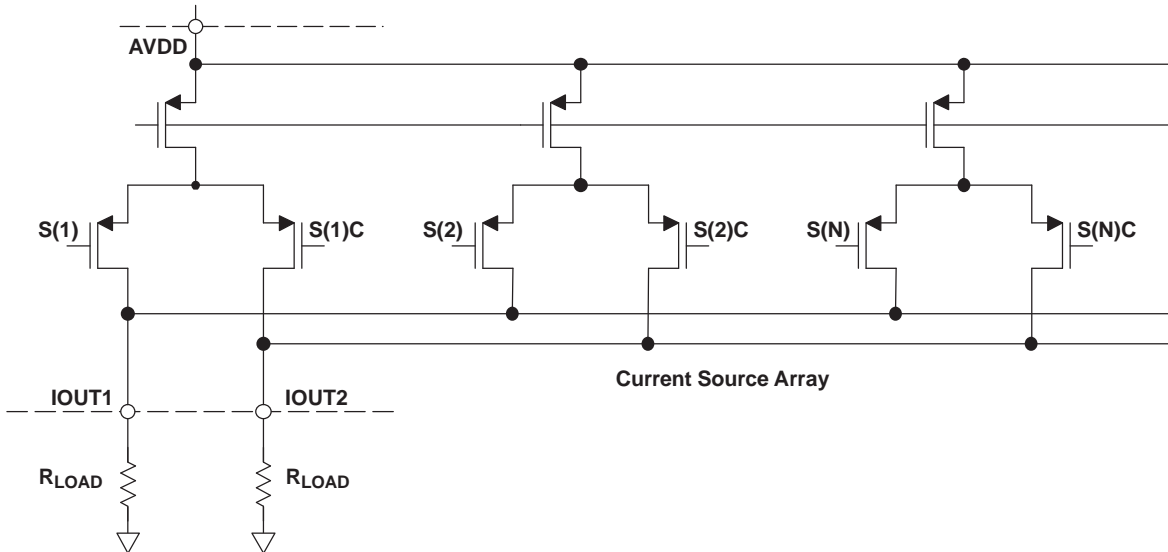 AVDD
S(1)
S(1)C
S(2)
S(2)C
S(N)
S(N)C
Current Source Array
IOUT1
IOUT2
RLOAD
RLOAD